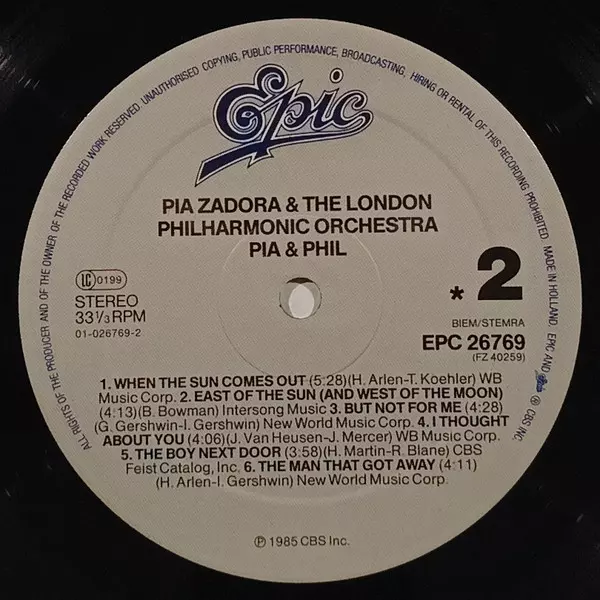 ALL RIGHTS OF THE PRODUCER AND OF THE OWNER OF THE RECORDED WORK RESERVED. UNAUTHORISED COPYING, PUBLIC PERFORMANCE, BROADCASTING, HIRING OR RENTAL OF THIS RECORDING PROHIBITED. MADE IN HOLLAND. EPIC AND Epic ® CBS INC.
Epic
PIA ZADORA & THE LONDON
PHILHARMONIC ORCHESTRA
PIA & PHIL
LC 0199
STEREO
33 1/3 RPM
01-026769-2
* 2
BIEM/STEMRA
EPC 26769
(FZ 40259)
1. WHEN THE SUN COMES OUT (5:28)(H. Arlen-T. Koehler) WB
Music Corp. 2. EAST OF THE SUN (AND WEST OF THE MOON)
(4:13)(B. Bowman) Intersong Music 3. BUT NOT FOR ME (4:28)
(G. Gershwin-I. Gershwin) New World Music Corp. 4. I THOUGHT
ABOUT YOU (4:06)(J. Van Heusen-J. Mercer) WB Music Corp.
5. THE BOY NEXT DOOR (3:58)(H. Martin-R. Blane) CBS
Feist Catalog, Inc. 6. THE MAN THAT GOT AWAY (4:11)
(H. Arlen-I. Gershwin) New World Music Corp.
℗ 1985 CBS Inc.